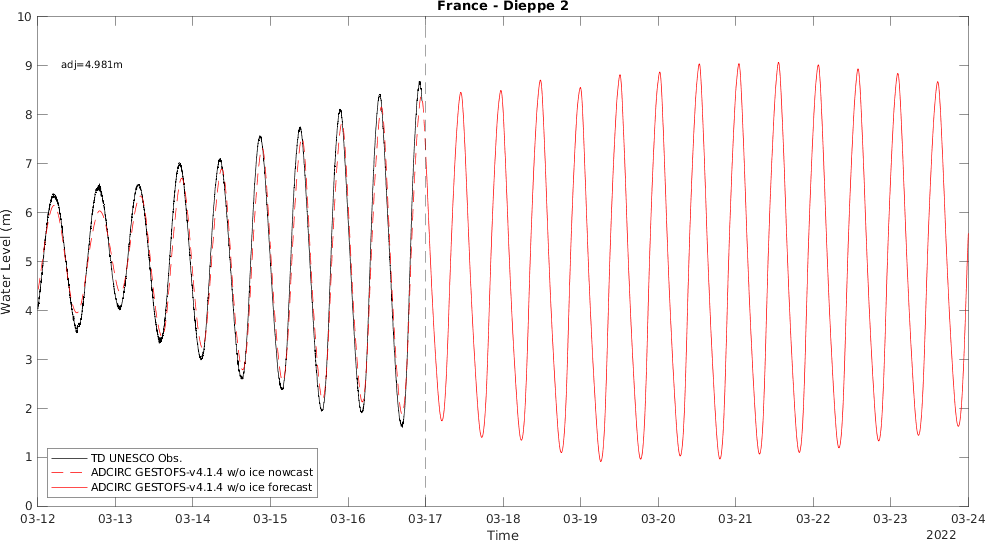 France - Dieppe 2
adj=4.981m
10
9
8
7
6
5
4
3
2
1
0
Water Level (m)
TD UNESCO Obs.
ADCIRC GESTOFS-v4.1.4 w/o ice nowcast
ADCIRC GESTOFS-v4.1.4 w/o ice forecast
03-12 03-13 03-14 03-15 03-16 03-17 03-18 03-19 03-20 03-21 03-22 03-23 03-24
Time
2022